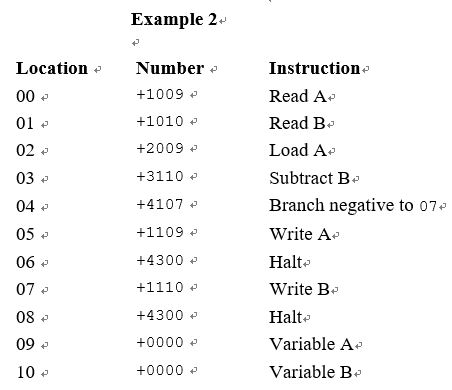 Example 2
Location Number Instruction
00 +1009 Read A
01 +1010 Read B
02 +2009 Load A
03 +3110 Subtract B
04 +4107 Branch negative to 07
05 +1109 Write A
06 +4300 Halt
07 +1110 Write B
08 +4300 Halt
09 +0000 Variable A
10 +0000 Variable B